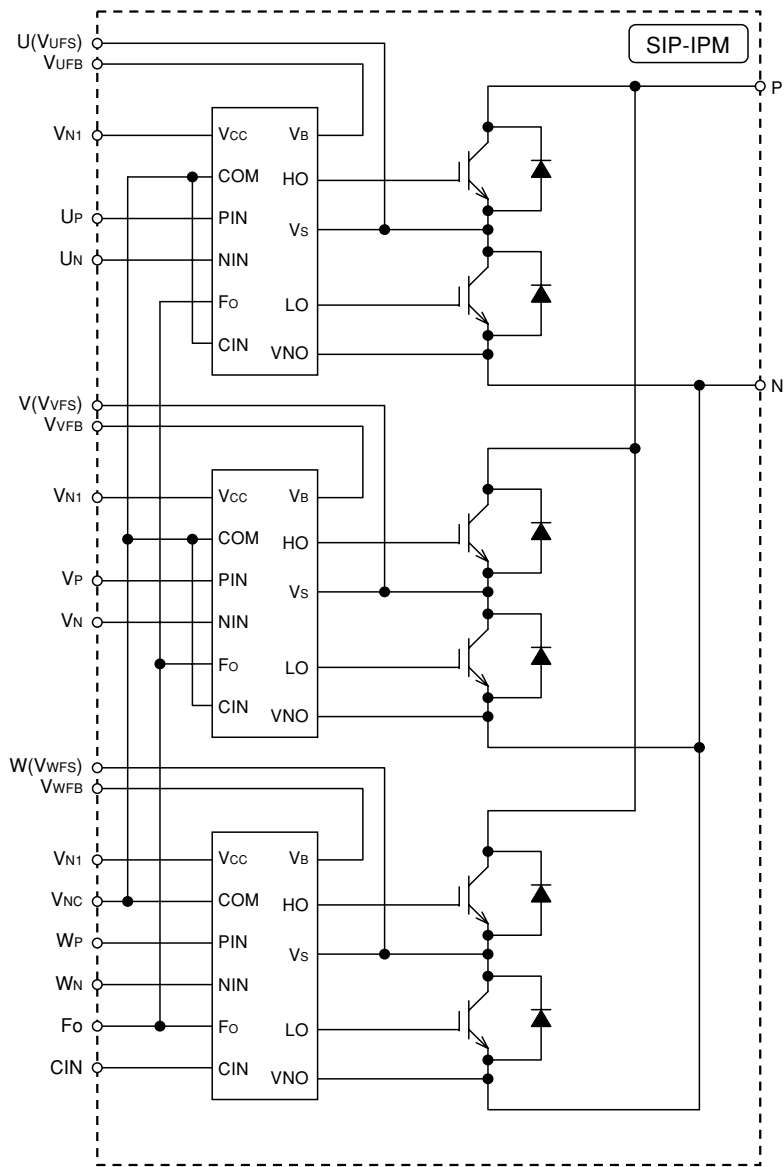 SIP-IPM
U(VUFS)
VUFB
P
VN1
VCC
VB
COM
HO
UP
PIN
VS
UN
NIN
FO
LO
CIN
VNO
N
V(VVFS)
VVFB
VN1
VCC
VB
COM
HO
VP
PIN
VS
VN
NIN
FO
LO
CIN
VNO
W(VWFS)
VWFB
VN1
VCC
VB
VNC
COM
HO
WP
PIN
VS
WN
NIN
Fo
FO
LO
CIN
CIN
VNO